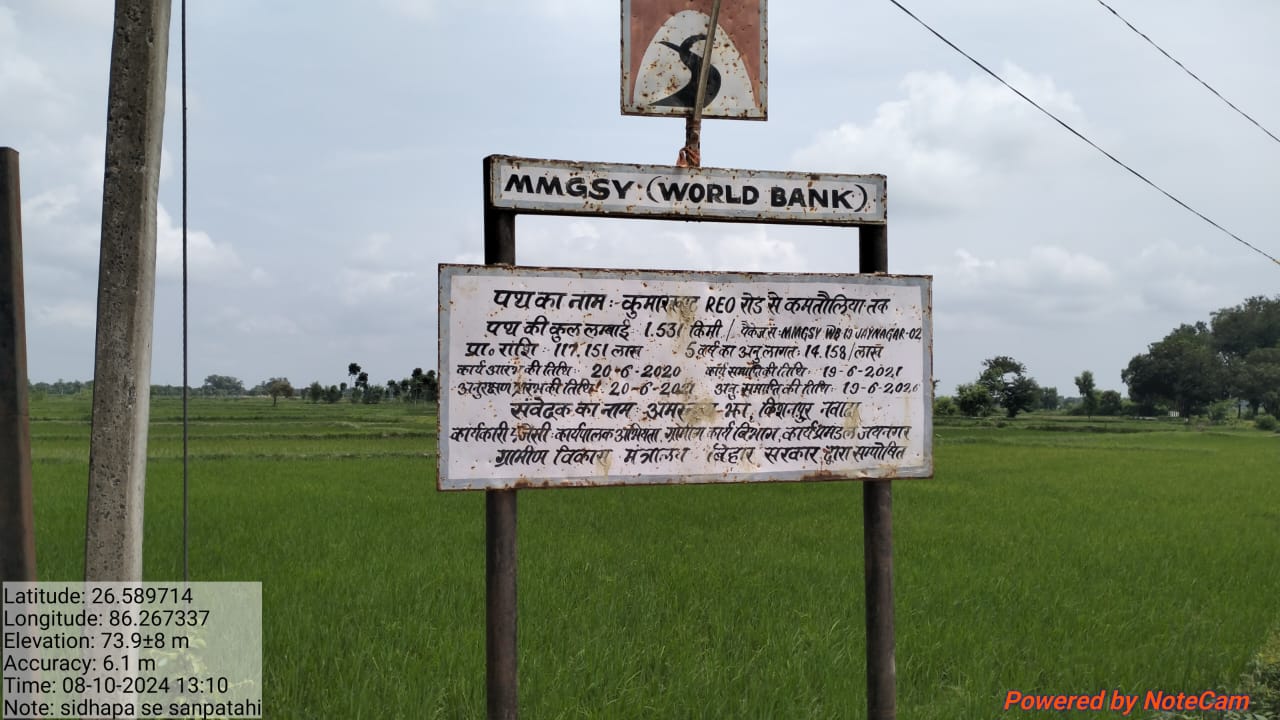 MMGSY (WORLD BANK)
पथ का नाम :- REO रोड से कमतौलिया तक
पथ की कुल लम्बाई 1.531 किमी / पैकेज सं-MMGSY WB 19 JAYNAGAR-02
प्रा० राशि : 117.151 लाख 5 वर्ष का अनु लागत: 14.158/लाख
कार्य आरंभ की तिथि: 20-6-2020 कार्य समाप्ति की तिथि: 19-6-2021
अनुरक्षण प्रारंभ की तिथि: 20-6-2021 अनु० समाप्ति की तिथि: 19-6-2026
संवेदक का नाम: झा, नवादा
कार्यकारी एजेंसी- कार्यपालक अभियंता, ग्रामीण कार्य विभाग, कार्य प्रमंडल जयनगर
ग्रामीण विकास मंत्रालय बिहार सरकार द्वारा सम्पोषित
Latitude: 26.589714
Longitude: 86.267337
Elevation: 73.9±8 m
Accuracy: 6.1 m
Time: 08-10-2024 13:10
Note: sidhapa se sanpatahi
Powered by NoteCam